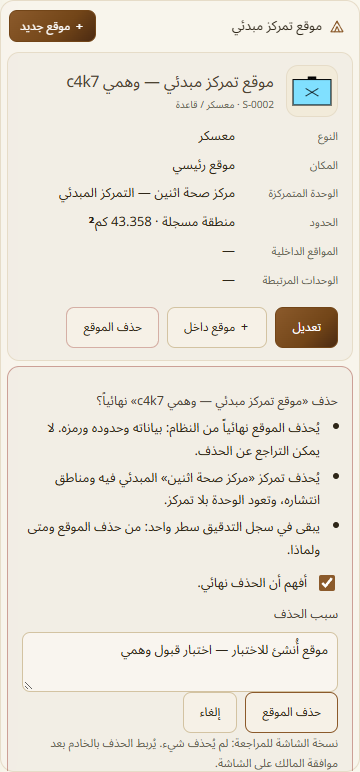 موقع تمركز مبدئي
+ موقع جديد
موقع تمركز مبدئي — وهمي c4k7
S-0002 · معسكر / قاعدة
النوع
معسكر
المكان
موقع رئيسي
الوحدة المتمركزة
مركز صحة اثنين — التمركز المبدئي
الحدود
منطقة مسجلة · 43.358 كم²
المواقع الداخلية
—
الوحدات المرتبطة
—
تعديل
+ موقع داخل
حذف الموقع
حذف «موقع تمركز مبدئي — وهمي c4k7» نهائياً؟
• يُحذف الموقع نهائياً من النظام: بياناته وحدوده ورمزه. لا
يمكن التراجع عن الحذف.
• يُحذف تمركز «مركز صحة اثنين» المبدئي فيه ومناطق
انتشاره، وتعود الوحدة بلا تمركز.
• يبقى في سجل التدقيق سطر واحد: من حذف الموقع ومتى
ولماذا.
أفهم أن الحذف نهائي.
سبب الحذف
موقع أُنشئ للاختبار — اختبار قبول وهمي
حذف الموقع
إلغاء
نسخة الشاشة للمراجعة: لم يُحذف شيء. يُربط الحذف بالخادم بعد
موافقة المالك على الشاشة.